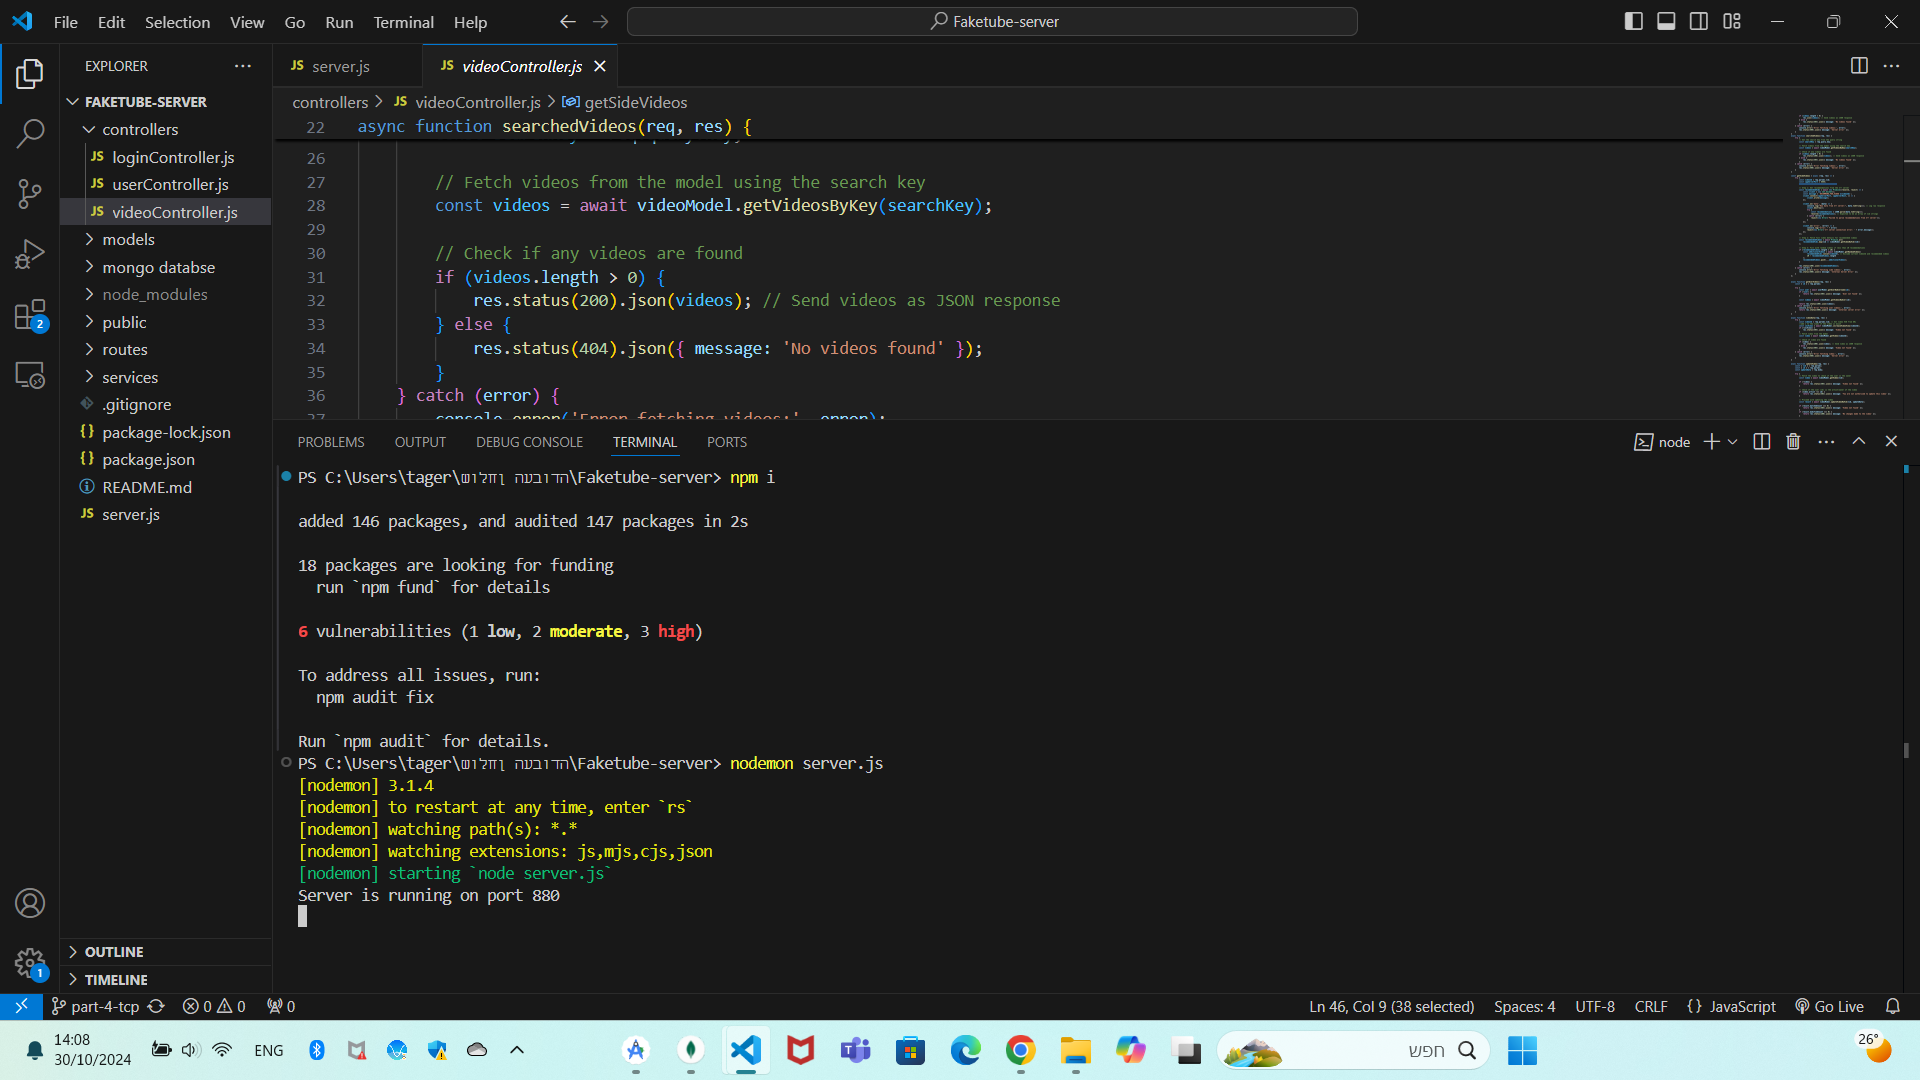 File Edit Selection View Go Run Terminal Help
Faketube-server
EXPLORER
FAKETUBE-SERVER
controllers
JS loginController.js
JS userController.js
JS videoController.js
models
mongo databse
node_modules
public
routes
services
.gitignore
{} package-lock.json
{} package.json
README.md
JS server.js
OUTLINE
TIMELINE
JS server.js
JS videoController.js
controllers > JS videoController.js > getSideVideos
22 async function searchedVideos(req, res) {
26
27 // Fetch videos from the model using the search key
28 const videos = await videoModel.getVideosByKey(searchKey);
29
30 // Check if any videos are found
31 if (videos.length > 0) {
32 res.status(200).json(videos); // Send videos as JSON response
33 } else {
34 res.status(404).json({ message: 'No videos found' });
35 }
36 } catch (error) {
37 console.error('Error fetching videos:', error);
PROBLEMS OUTPUT DEBUG CONSOLE TERMINAL PORTS
node
PS C:\Users\tager\שולחן העבודה\Faketube-server> npm i
added 146 packages, and audited 147 packages in 2s
18 packages are looking for funding
run `npm fund` for details
6 vulnerabilities (1 low, 2 moderate, 3 high)
To address all issues, run:
npm audit fix
Run `npm audit` for details.
PS C:\Users\tager\שולחן העבודה\Faketube-server> nodemon server.js
[nodemon] 3.1.4
[nodemon] to restart at any time, enter `rs`
[nodemon] watching path(s): *.*
[nodemon] watching extensions: js,mjs,cjs,json
[nodemon] starting `node server.js`
Server is running on port 880
2
1
part-4-tcp 0 0 0
Ln 46, Col 9 (38 selected) Spaces: 4 UTF-8 CRLF {} JavaScript Go Live
14:08
30/10/2024
ENG
חפש
26°